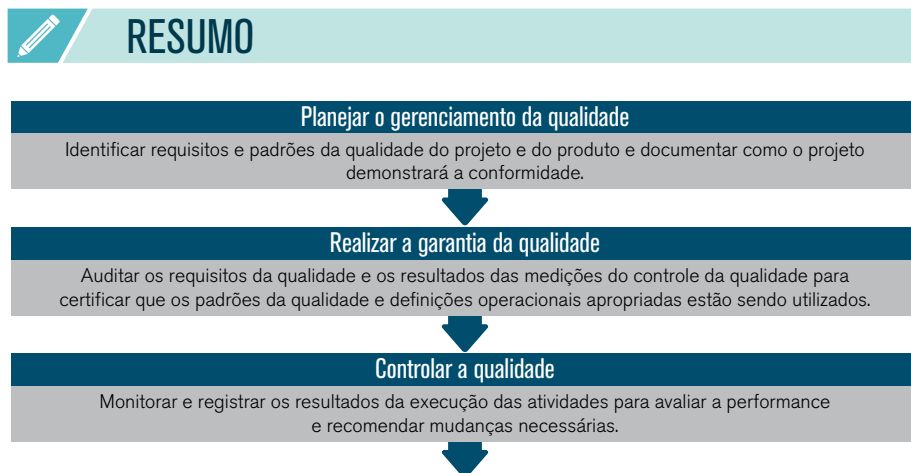 RESUMO
Planejar o gerenciamento da qualidade
Identificar requisitos e padrões da qualidade do projeto e do produto e documentar como o projeto
demonstrará a conformidade.
Realizar a garantia da qualidade
Auditar os requisitos da qualidade e os resultados das medições do controle da qualidade para
certificar que os padrões da qualidade e definições operacionais apropriadas estão sendo utilizados.
Controlar a qualidade
Monitorar e registrar os resultados da execução das atividades para avaliar a performance
e recomendar mudanças necessárias.